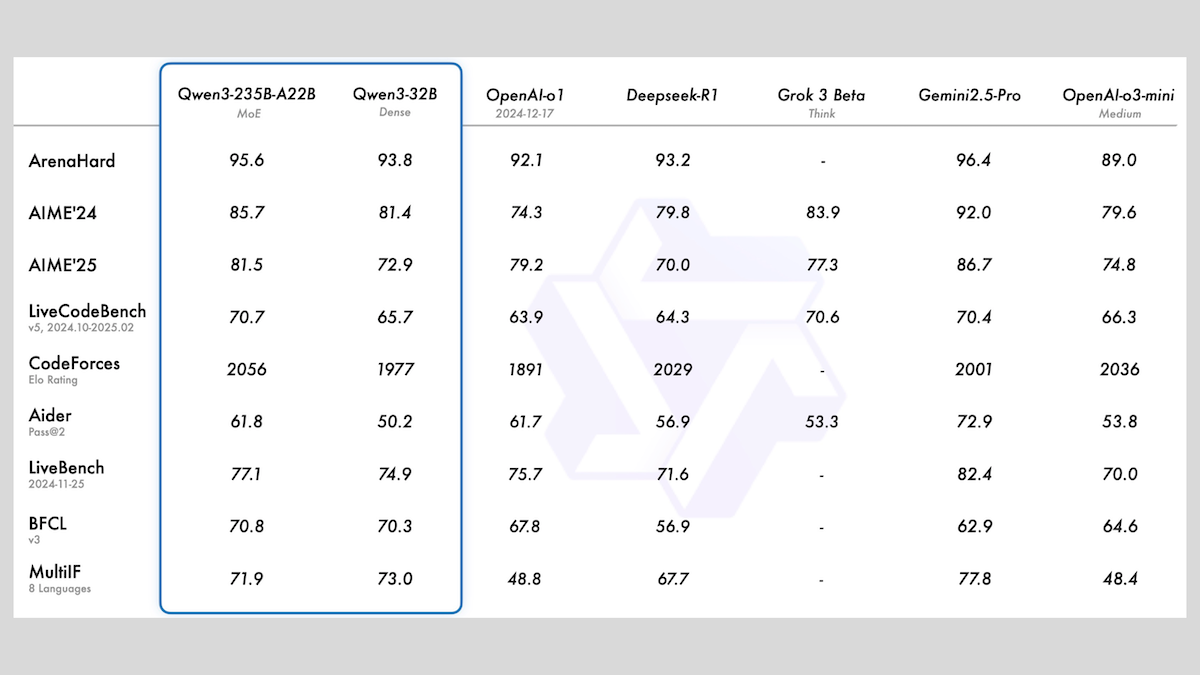 Qwen3-235B-A22B Qwen3-32B OpenAI-o1 Deepseek-R1 Grok 3 Beta Gemini2.5-Pro OpenAI-o3-mini
MoE Dense 2024-12-17 Think Medium
ArenaHard 95.6 93.8 92.1 93.2 - 96.4 89.0
AIME'24 85.7 81.4 74.3 79.8 83.9 92.0 79.6
AIME'25 81.5 72.9 79.2 70.0 77.3 86.7 74.8
LiveCodeBench 70.7 65.7 63.9 64.3 70.6 70.4 66.3
v5, 2024.10-2025.02
CodeForces 2056 1977 1891 2029 - 2001 2036
Elo Rating
Aider 61.8 50.2 61.7 56.9 53.3 72.9 53.8
Pass@2
LiveBench 77.1 74.9 75.7 71.6 - 82.4 70.0
2024-11-25
BFCL 70.8 70.3 67.8 56.9 - 62.9 64.6
v3
MultiIF 71.9 73.0 48.8 67.7 - 77.8 48.4
8 Languages